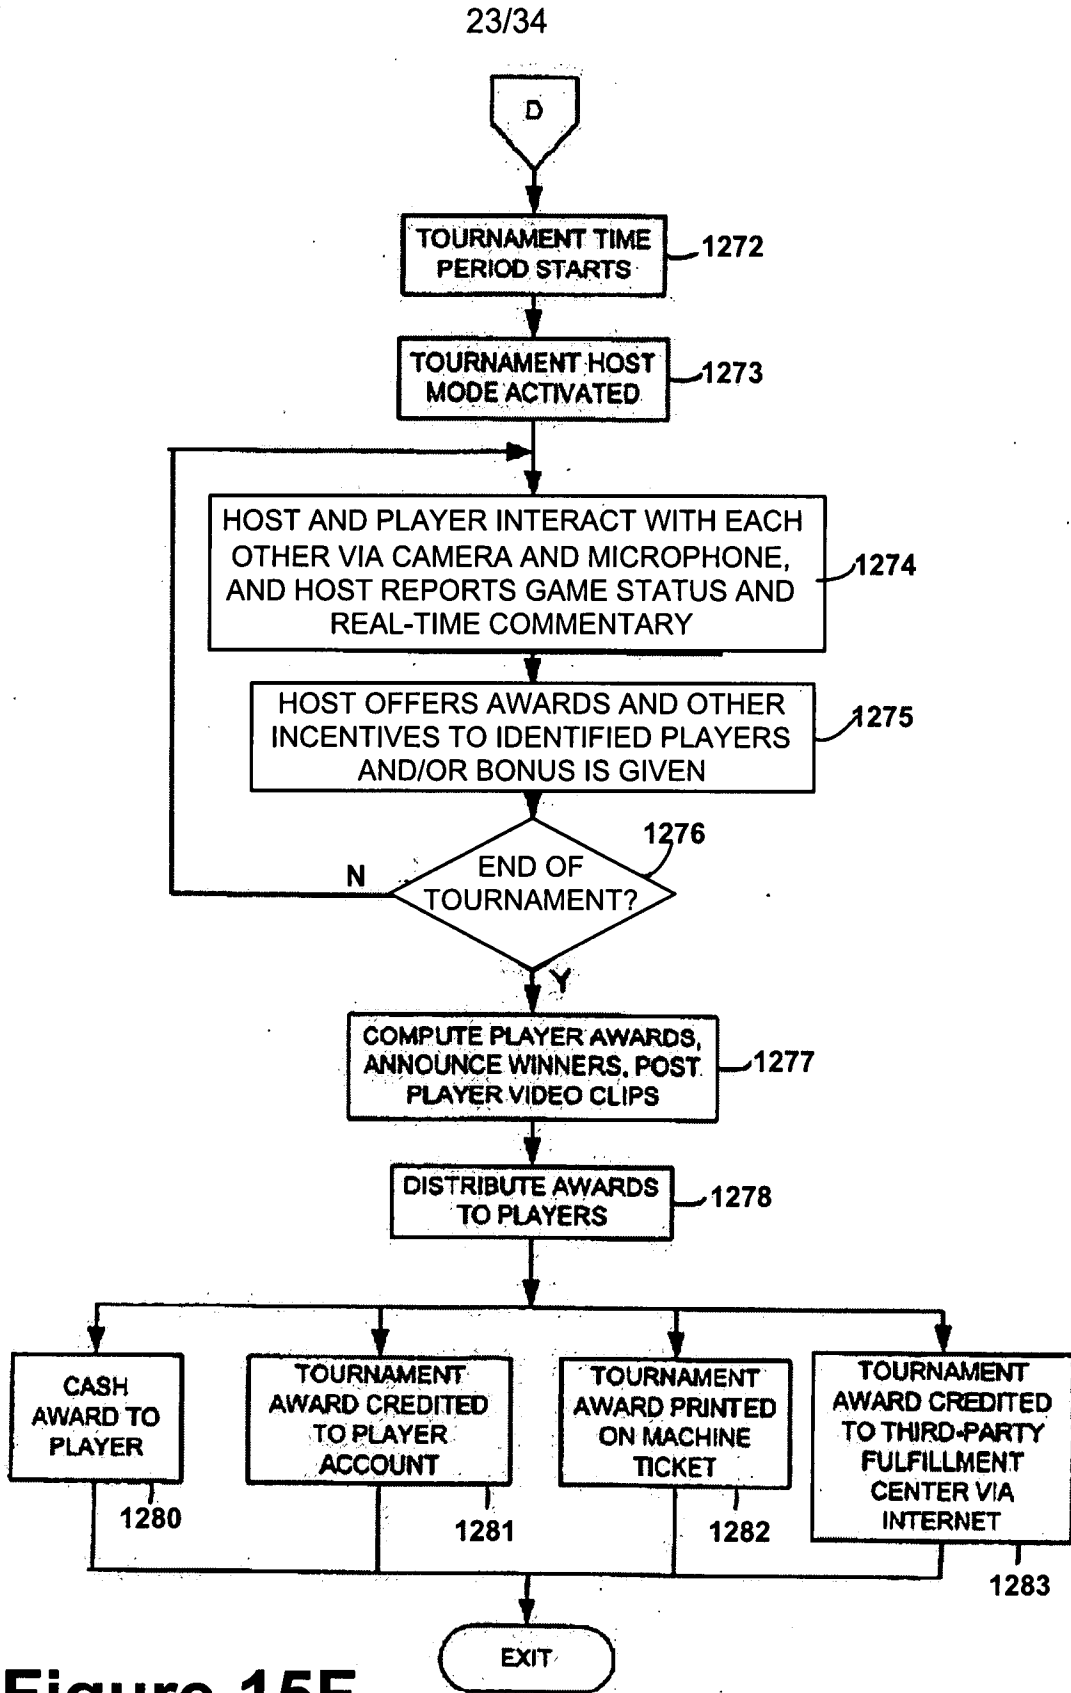 23/34
D
TOURNAMENT TIME
PERIOD STARTS
1272
TOURNAMENT HOST
MODE ACTIVATED
1273
HOST AND PLAYER INTERACT WITH EACH
OTHER VIA CAMERA AND MICROPHONE,
AND HOST REPORTS GAME STATUS AND
REAL-TIME COMMENTARY
1274
HOST OFFERS AWARDS AND OTHER
INCENTIVES TO IDENTIFIED PLAYERS
AND/OR BONUS IS GIVEN
1275
1276
END OF
TOURNAMENT?
N
Y
COMPUTE PLAYER AWARDS,
ANNOUNCE WINNERS, POST
PLAYER VIDEO CLIPS
1277
DISTRIBUTE AWARDS
TO PLAYERS
1278
CASH
AWARD TO
PLAYER
1280
TOURNAMENT
AWARD CREDITED
TO PLAYER
ACCOUNT
1281
TOURNAMENT
AWARD PRINTED
ON MACHINE
TICKET
1282
TOURNAMENT
AWARD CREDITED
TO THIRD-PARTY
FULFILLMENT
CENTER VIA
INTERNET
1283
EXIT
Figure